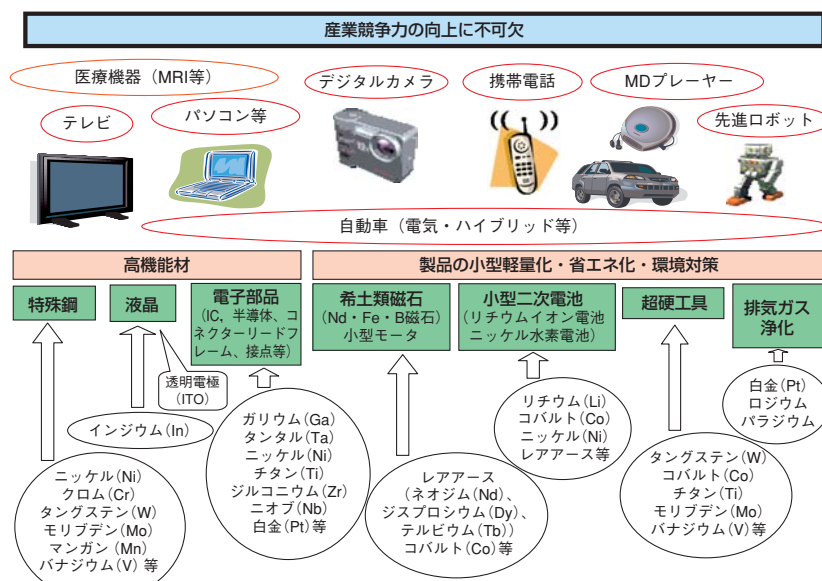 産業競争力の向上に不可欠
医療機器（MRI等）
デジタルカメラ
携帯電話
MDプレーヤー
テレビ
パソコン等
先進ロボット
自動車（電気・ハイブリッド等）
高機能材
製品の小型軽量化・省エネ化・環境対策
特殊鋼
液晶
電子部品
（IC、半導体、コ
ネクターリードフ
レーム、接点等）
希土類磁石
（Nd・Fe・B磁石）
小型モータ
小型二次電池
（リチウムイオン電池
ニッケル水素電池）
超硬工具
排気ガス
浄化
透明電極
（ITO）
インジウム（In）
ニッケル（Ni）
クロム（Cr）
タングステン（W）
モリブデン（Mo）
マンガン（Mn）
バナジウム（V）等
ガリウム（Ga）
タンタル（Ta）
ニッケル（Ni）
チタン（Ti）
ジルコニウム（Zr）
ニオブ（Nb）
白金（Pt）等
レアアース
（ネオジム（Nd）、
ジスプロシウム（Dy）、
テルビウム（Tb））
コバルト（Co）等
リチウム（Li）
コバルト（Co）
ニッケル（Ni）
レアアース等
タングステン（W）
コバルト（Co）
チタン（Ti）
モリブデン（Mo）
バナジウム（V）等
白金（Pt）
ロジウム
パラジウム